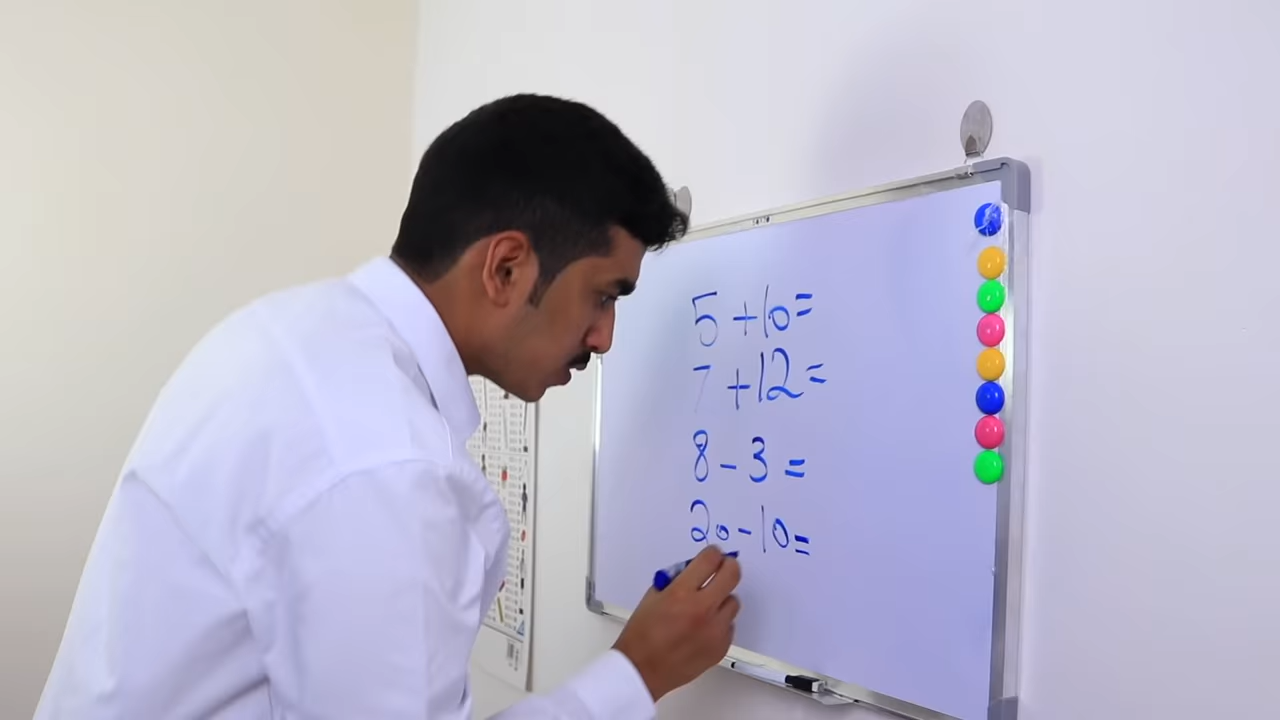 5 + 10 =
7 + 12 =
8 - 3 =
20 - 10 =